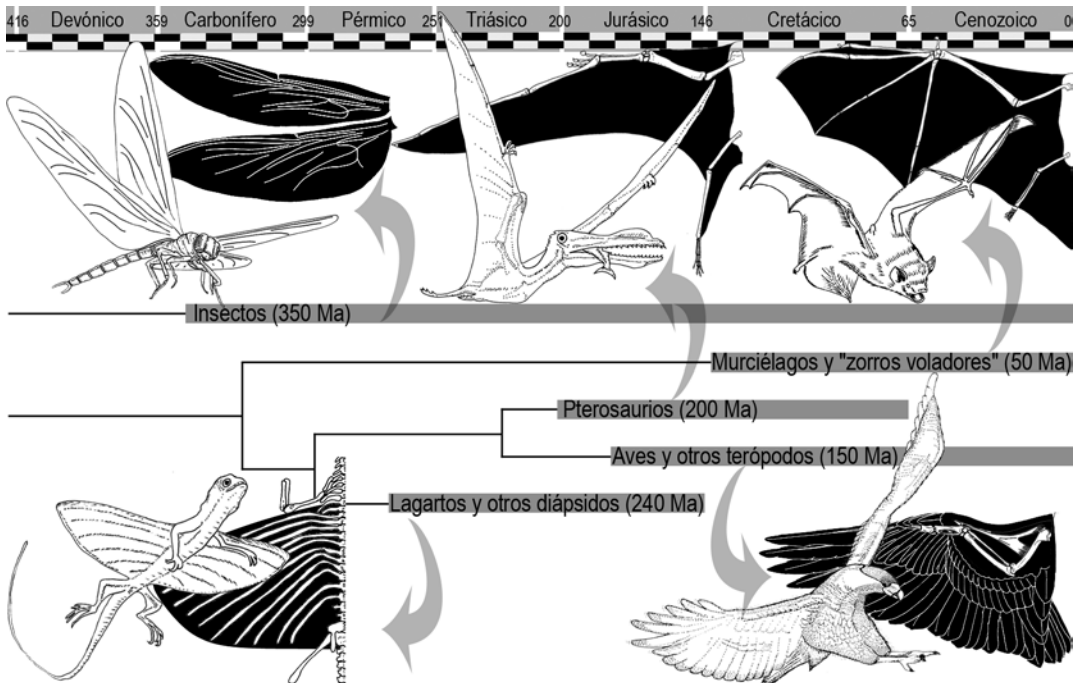 416 Devónico 359 Carbonífero 299 Pérmico 251 Triásico 200 Jurásico 146 Cretácico 65 Cenozoico 00
Insectos (350 Ma)
Murciélagos y "zorros voladores" (50 Ma)
Pterosaurios (200 Ma)
Aves y otros terópodos (150 Ma)
Lagartos y otros diápsidos (240 Ma)